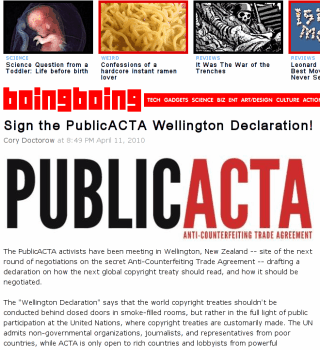 SCIENCE
Science Question from a
Toddler: Life before birth
WEIRD
Confessions of a
hardcore instant ramen
lover
REVIEWS
It Was The War of the
Trenches
REVIEWS
Leonard
Best Mo
Never S
boingboing
TECH GADGETS SCIENCE BIZ ENT ART/DESIGN CULTURE ACTION
Sign the PublicACTA Wellington Declaration!
Cory Doctorow at 8:49 PM April 11, 2010
PUBLICACTA
ANTI-COUNTERFEITING TRADE AGREEMENT
The PublicACTA activists have been meeting in Wellington, New Zealand -- site of the next
round of negotiations on the secret Anti-Counterfeiting Trade Agreement -- drafting a
declaration on how the next global copyright treaty should read, and how it should be
negotiated.
The "Wellington Declaration" says that the world copyright treaties shouldn't be
conducted behind dosed doors in smoke-filled rooms, but rather in the full light of public
participation at the United Nations, where copyright treaties are customarily made. The UN
admits non-governmental organizations, journalists, and representatives from poor
countries, while ACTA is only open to rich countries and lobbyists from powerful